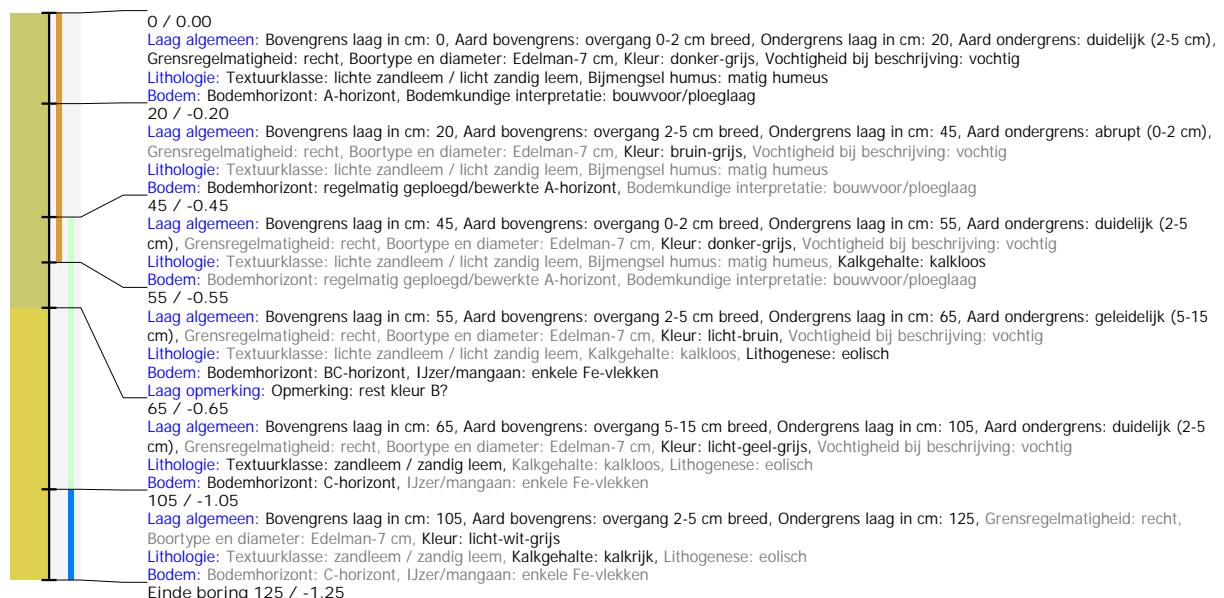 0 / 0.00
Laag algemeen: Bovengrens laag in cm: 0, Aard bovengrens: overgang 0-2 cm breed, Ondergrens laag in cm: 20, Aard ondergrens: duidelijk (2-5 cm),
Grensregelmatigheid: recht, Boortype en diameter: Edelman-7 cm, Kleur: donker-grijs, Vochtigheid bij beschrijving: vochtig
Lithologie: Textuurklasse: lichte zandleem / licht zandig leem, Bijmengsel humus: matig humeus
Bodem: Bodemhorizont: A-horizont, Bodemkundige interpretatie: bouwvoor/ploeglaag
20 / -0.20
Laag algemeen: Bovengrens laag in cm: 20, Aard bovengrens: overgang 2-5 cm breed, Ondergrens laag in cm: 45, Aard ondergrens: abrupt (0-2 cm),
Grensregelmatigheid: recht, Boortype en diameter: Edelman-7 cm, Kleur: bruin-grijs, Vochtigheid bij beschrijving: vochtig
Lithologie: Textuurklasse: lichte zandleem / licht zandig leem, Bijmengsel humus: matig humeus
Bodem: Bodemhorizont: regelmatig geploegd/bewerkte A-horizont, Bodemkundige interpretatie: bouwvoor/ploeglaag
45 / -0.45
Laag algemeen: Bovengrens laag in cm: 45, Aard bovengrens: overgang 0-2 cm breed, Ondergrens laag in cm: 55, Aard ondergrens: duidelijk (2-5
cm), Grensregelmatigheid: recht, Boortype en diameter: Edelman-7 cm, Kleur: donker-grijs, Vochtigheid bij beschrijving: vochtig
Lithologie: Textuurklasse: lichte zandleem / licht zandig leem, Bijmengsel humus: matig humeus, Kalkgehalte: kalkloos
Bodem: Bodemhorizont: regelmatig geploegd/bewerkte A-horizont, Bodemkundige interpretatie: bouwvoor/ploeglaag
55 / -0.55
Laag algemeen: Bovengrens laag in cm: 55, Aard bovengrens: overgang 2-5 cm breed, Ondergrens laag in cm: 65, Aard ondergrens: geleidelijk (5-15
cm), Grensregelmatigheid: recht, Boortype en diameter: Edelman-7 cm, Kleur: licht-bruin, Vochtigheid bij beschrijving: vochtig
Lithologie: Textuurklasse: lichte zandleem / licht zandig leem, Kalkgehalte: kalkloos, Lithogenese: eolisch
Bodem: Bodemhorizont: BC-horizont, IJzer/mangaan: enkele Fe-vlekken
Laag opmerking: Opmerking: rest kleur B?
65 / -0.65
Laag algemeen: Bovengrens laag in cm: 65, Aard bovengrens: overgang 5-15 cm breed, Ondergrens laag in cm: 105, Aard ondergrens: duidelijk (2-5
cm), Grensregelmatigheid: recht, Boortype en diameter: Edelman-7 cm, Kleur: licht-geel-grijs, Vochtigheid bij beschrijving: vochtig
Lithologie: Textuurklasse: zandleem / zandig leem, Kalkgehalte: kalkloos, Lithogenese: eolisch
Bodem: Bodemhorizont: C-horizont, IJzer/mangaan: enkele Fe-vlekken
105 / -1.05
Laag algemeen: Bovengrens laag in cm: 105, Aard bovengrens: overgang 2-5 cm breed, Ondergrens laag in cm: 125, Grensregelmatigheid: recht,
Boortype en diameter: Edelman-7 cm, Kleur: licht-wit-grijs
Lithologie: Textuurklasse: zandleem / zandig leem, Kalkgehalte: kalkrijk, Lithogenese: eolisch
Bodem: Bodemhorizont: C-horizont, IJzer/mangaan: enkele Fe-vlekken
Einde boring 125 / -1.25